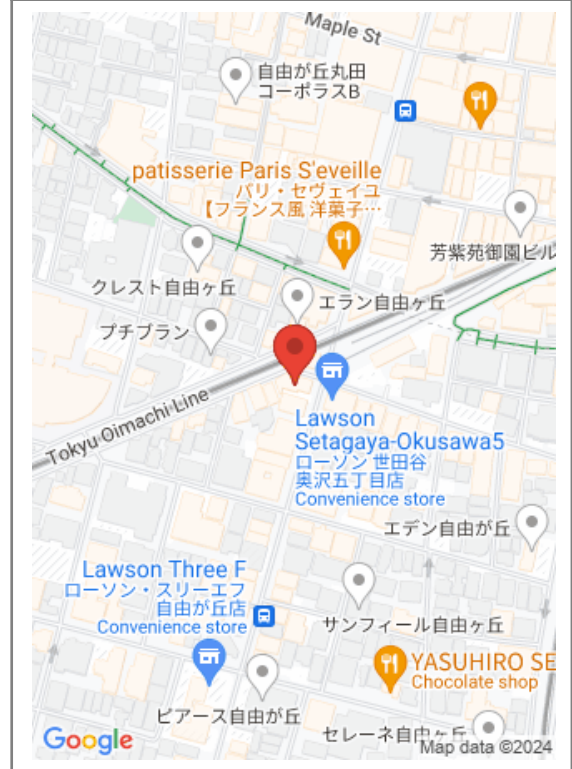 Maple St
自由が丘丸田
コーポラスB
patisserie Paris S'eveille
パリ・セヴェイユ
【フランス風 洋菓子…
芳紫苑御園ビル
クレスト自由ヶ丘
エラン自由ヶ丘
プチブラン
Tokyu Oimachi Line
Lawson
Setagaya-Okusawa5
ローソン 世田谷
奥沢五丁目店
Convenience store
エデン自由が丘
Lawson Three F
ローソン・スリーエフ
自由が丘店
Convenience store
サンフィール自由ヶ丘
YASUHIRO SE
Chocolate shop
ピアース自由が丘
セレーネ自由ヶ丘
Google
Map data ©2024